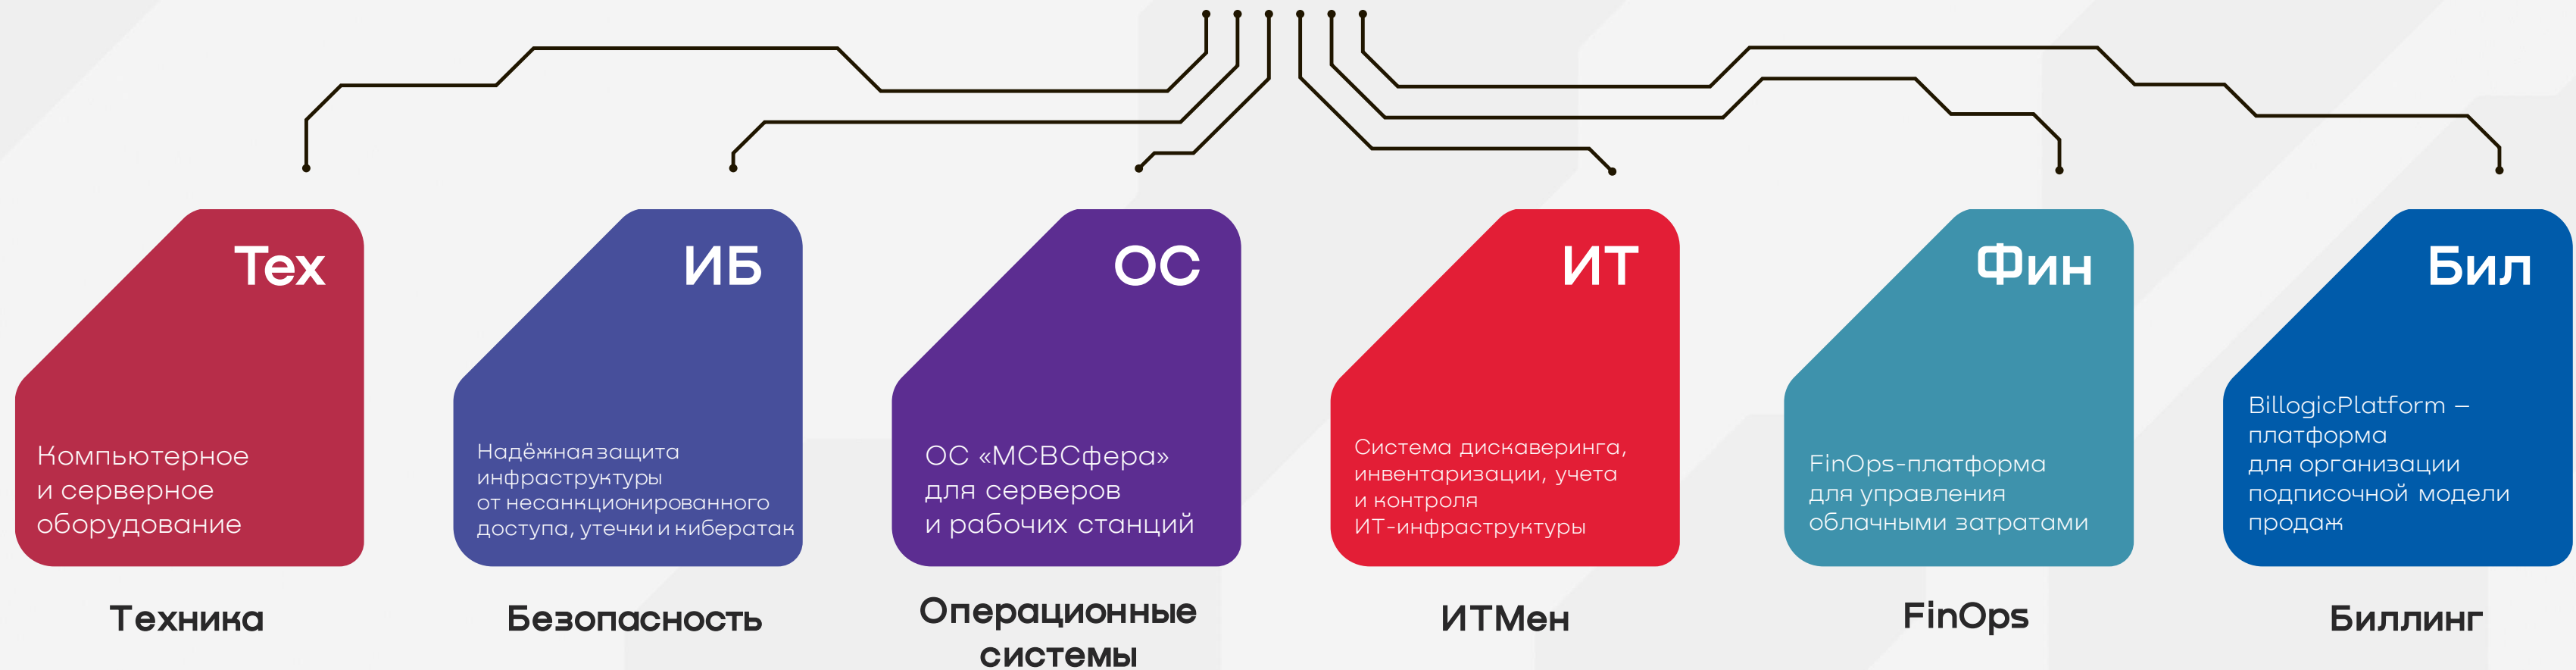 Тех
Компьютерное
и серверное
оборудование
Техника
ИБ
Надёжная защита
инфраструктуры
от несанкционированного
доступа, утечки и кибератак
Безопасность
ОС
ОС «МСВСфера»
для серверов
и рабочих станций
Операционные
системы
ИТ
Система дискаверинга,
инвентаризации, учета
и контроля
ИТ-инфраструктуры
ИТМен
Фин
FinOps-платформа
для управления
облачными затратами
FinOps
Бил
BillogicPlatform –
платформа
для организации
подписочной модели
продаж
Биллинг